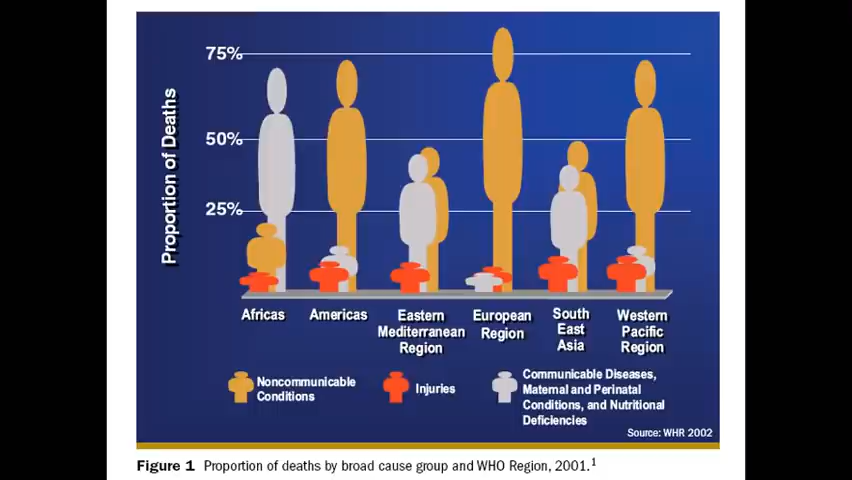 75%
50%
25%
Proportion of Deaths
Africas
Americas
Eastern
Mediterranean
Region
European
Region
South
East
Asia
Western
Pacific
Region
Noncommunicable
Conditions
Injuries
Communicable Diseases,
Maternal and Perinatal
Conditions, and Nutritional
Deficiencies
Source: WHR 2002
Figure 1 Proportion of deaths by broad cause group and WHO Region, 2001.1